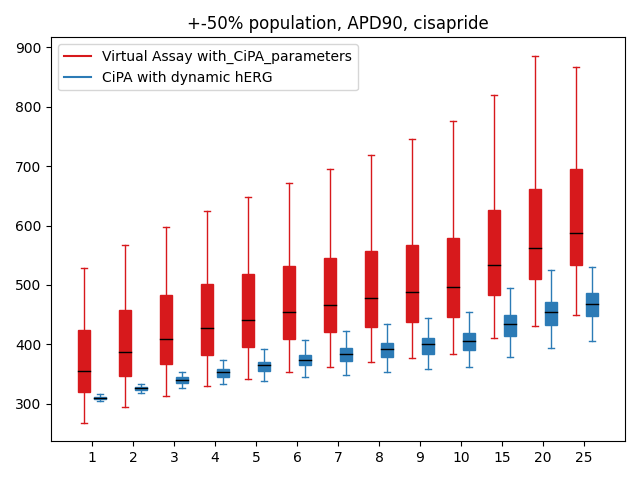 +-50% population, APD90, cisapride
Virtual Assay with_CiPA_parameters
CiPA with dynamic hERG
900
800
700
600
500
400
300
1 2 3 4 5 6 7 8 9 10 15 20 25